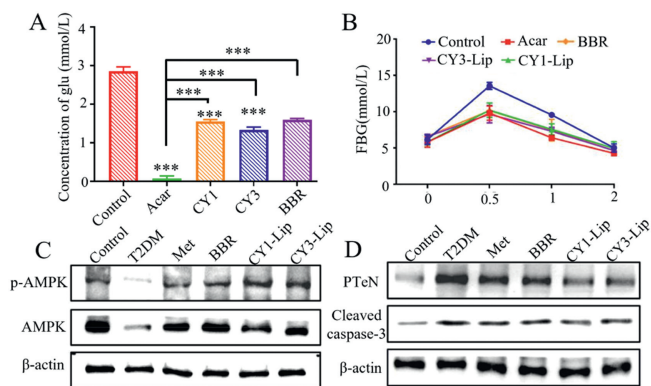 A
Concentration of glu (mmol/L)
4
3
2
1
0
***
***
***
***
***
***
Control
Acar
CY1
CY3
BBR
B
Control
Acar
BBR
CY3-Lip
CY1-Lip
FBG(mmol/L)
20
15
10
5
0
0
0.5
1
2
C
Control
T2DM
Met
BBR
CY1-Lip
CY3-Lip
p-AMPK
AMPK
β-actin
D
Control
T2DM
Met
BBR
CY1-Lip
CY3-Lip
PTeN
Cleaved
caspase-3
β-actin